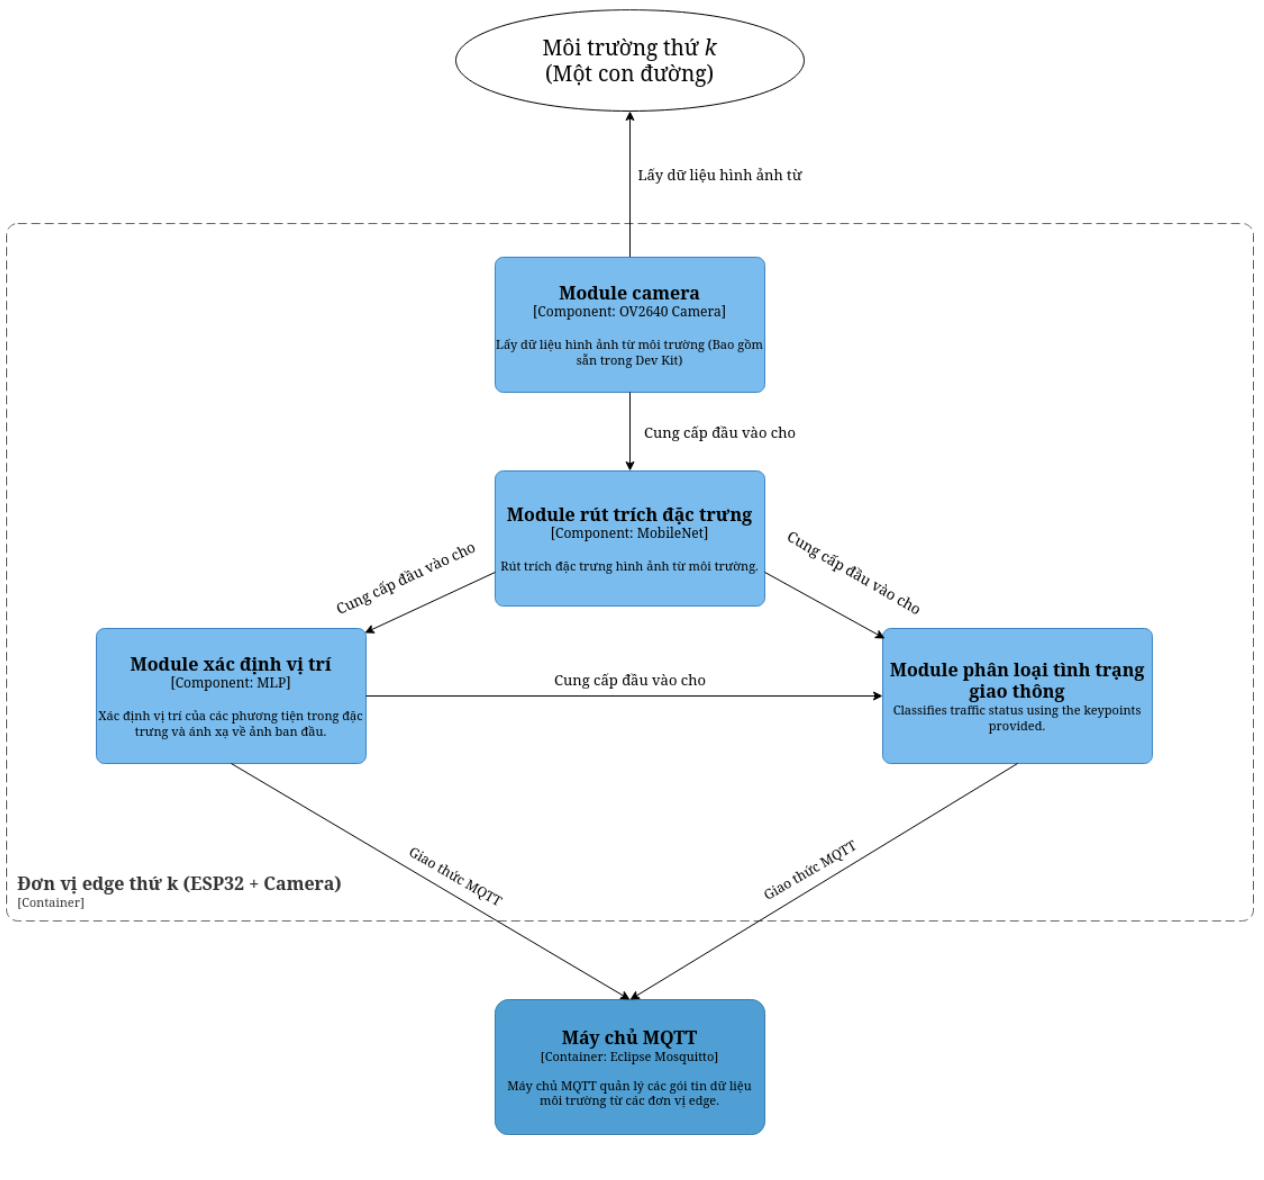 Môi trường thứ k
(Một con đường)
Lấy dữ liệu hình ảnh từ
Module camera
[Component: OV2640 Camera]
Lấy dữ liệu hình ảnh từ môi trường (Bao gồm
sẵn trong Dev Kit)
Cung cấp đầu vào cho
Module rút trích đặc trưng
[Component: MobileNet]
Rút trích đặc trưng hình ảnh từ môi trường.
Cung cấp đầu vào cho
Cung cấp đầu vào cho
Module xác định vị trí
[Component: MLP]
Xác định vị trí của các phương tiện trong đặc
trưng và ánh xạ về ảnh ban đầu.
Cung cấp đầu vào cho
Module phân loại tình trạng
giao thông
Classifies traffic status using the keypoints
provided.
Giao thức MQTT
Giao thức MQTT
Đơn vị edge thứ k (ESP32 + Camera)
[Container]
Máy chủ MQTT
[Container: Eclipse Mosquitto]
Máy chủ MQTT quản lý các gói tin dữ liệu
môi trường từ các đơn vị edge.